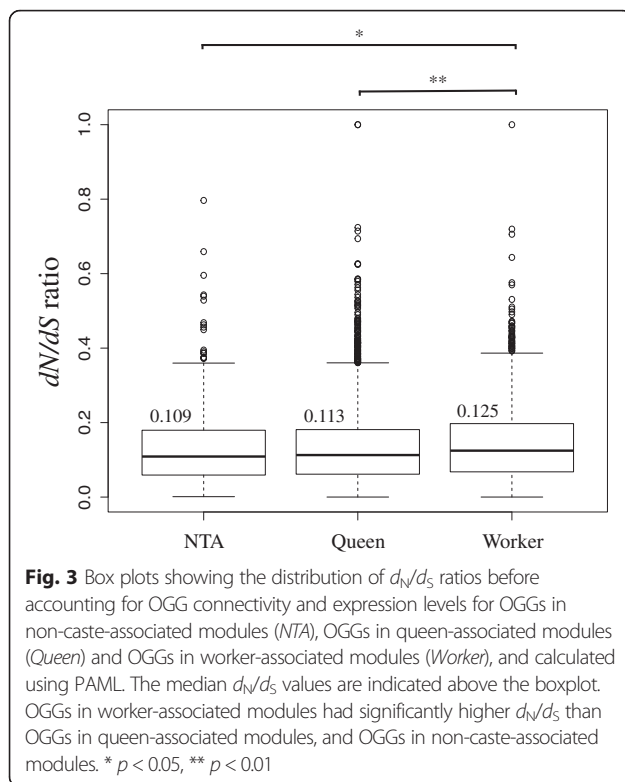 *
**
dN/dS ratio
1.0
0.8
0.6
0.4
0.2
0.0
0.109
0.113
0.125
NTA
Queen
Worker
Fig. 3 Box plots showing the distribution of dN/dS ratios before
accounting for OGG connectivity and expression levels for OGGs in
non-caste-associated modules (NTA), OGGs in queen-associated modules
(Queen) and OGGs in worker-associated modules (Worker), and calculated
using PAML. The median dN/dS values are indicated above the boxplot.
OGGs in worker-associated modules had significantly higher dN/dS than
OGGs in queen-associated modules, and OGGs in non-caste-associated
modules. * p < 0.05, ** p < 0.01